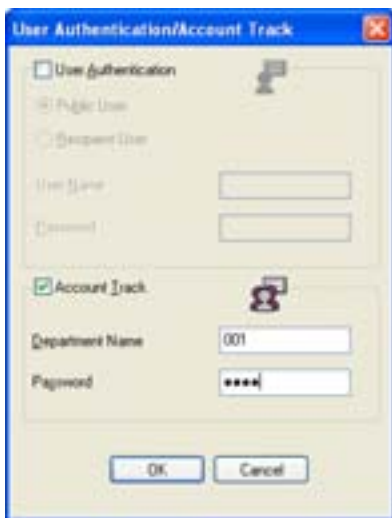 User Authentication/Account Track
User Authentication
Public User
Recipient User
User Name
Password
Account Track
Department Name
001
Password
••••
OK
Cancel